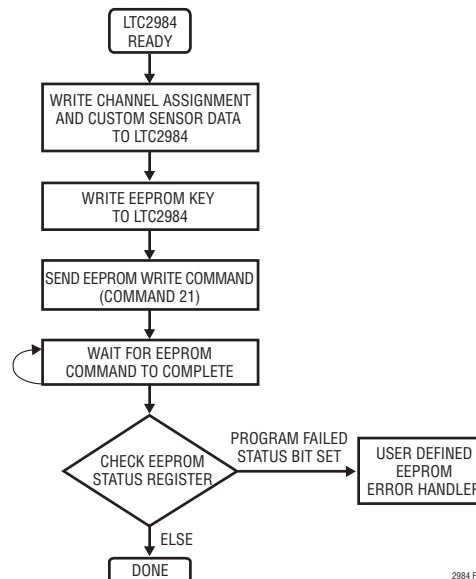 LTC2984
READY
WRITE CHANNEL ASSIGNMENT
AND CUSTOM SENSOR DATA
TO LTC2984
WRITE EEPROM KEY
TO LTC2984
SEND EEPROM WRITE COMMAND
(COMMAND 21)
WAIT FOR EEPROM
COMMAND TO COMPLETE
CHECK EEPROM
STATUS REGISTER
PROGRAM FAILED
STATUS BIT SET
USER DEFINED
EEPROM
ERROR HANDLER
ELSE
DONE
2984 F